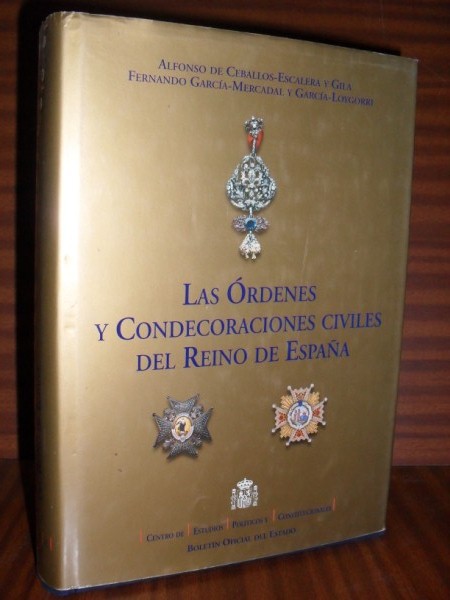 ALFONSO DE CEBALLOS-ESCALERA Y GILA
FERNANDO GARCÍA-MERCADAL Y GARCÍA-LOYGORRI
LAS ÓRDENES
Y CONDECORACIONES CIVILES
DEL REINO DE ESPAÑA
CENTRO DE ESTUDIOS POLÍTICOS Y CONSTITUCIONALES
BOLETÍN OFICIAL DEL ESTADO